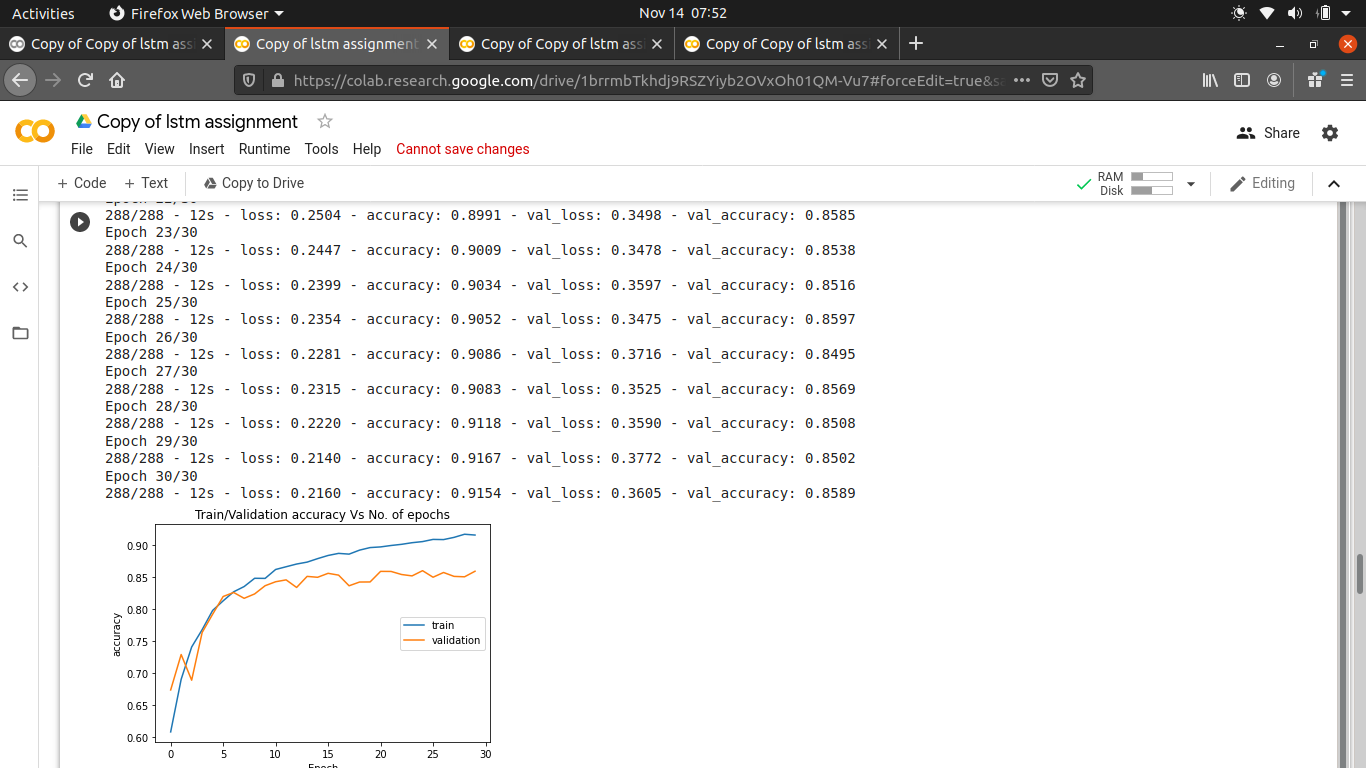 Activities
Firefox Web Browser
Nov 14 07:52
Copy of Copy of lstm ass
Copy of lstm assignment
Copy of Copy of lstm ass
Copy of Copy of lstm ass
https://colab.research.google.com/drive/1brrmbTkhdj9RSZYiyb2OVxOh01QM-Vu7#forceEdit=true&sa
Copy of lstm assignment
File Edit View Insert Runtime Tools Help Cannot save changes
Share
+ Code + Text Copy to Drive
RAM
Disk
Editing
288/288 - 12s - loss: 0.2504 - accuracy: 0.8991 - val_loss: 0.3498 - val_accuracy: 0.8585
Epoch 23/30
288/288 - 12s - loss: 0.2447 - accuracy: 0.9009 - val_loss: 0.3478 - val_accuracy: 0.8538
Epoch 24/30
288/288 - 12s - loss: 0.2399 - accuracy: 0.9034 - val_loss: 0.3597 - val_accuracy: 0.8516
Epoch 25/30
288/288 - 12s - loss: 0.2354 - accuracy: 0.9052 - val_loss: 0.3475 - val_accuracy: 0.8597
Epoch 26/30
288/288 - 12s - loss: 0.2281 - accuracy: 0.9086 - val_loss: 0.3716 - val_accuracy: 0.8495
Epoch 27/30
288/288 - 12s - loss: 0.2315 - accuracy: 0.9083 - val_loss: 0.3525 - val_accuracy: 0.8569
Epoch 28/30
288/288 - 12s - loss: 0.2220 - accuracy: 0.9118 - val_loss: 0.3590 - val_accuracy: 0.8508
Epoch 29/30
288/288 - 12s - loss: 0.2140 - accuracy: 0.9167 - val_loss: 0.3772 - val_accuracy: 0.8502
Epoch 30/30
288/288 - 12s - loss: 0.2160 - accuracy: 0.9154 - val_loss: 0.3605 - val_accuracy: 0.8589
Train/Validation accuracy Vs No. of epochs
0.90
0.85
0.80
0.75
0.70
0.65
0.60
accuracy
train
validation
0 5 10 15 20 25 30
Epoch